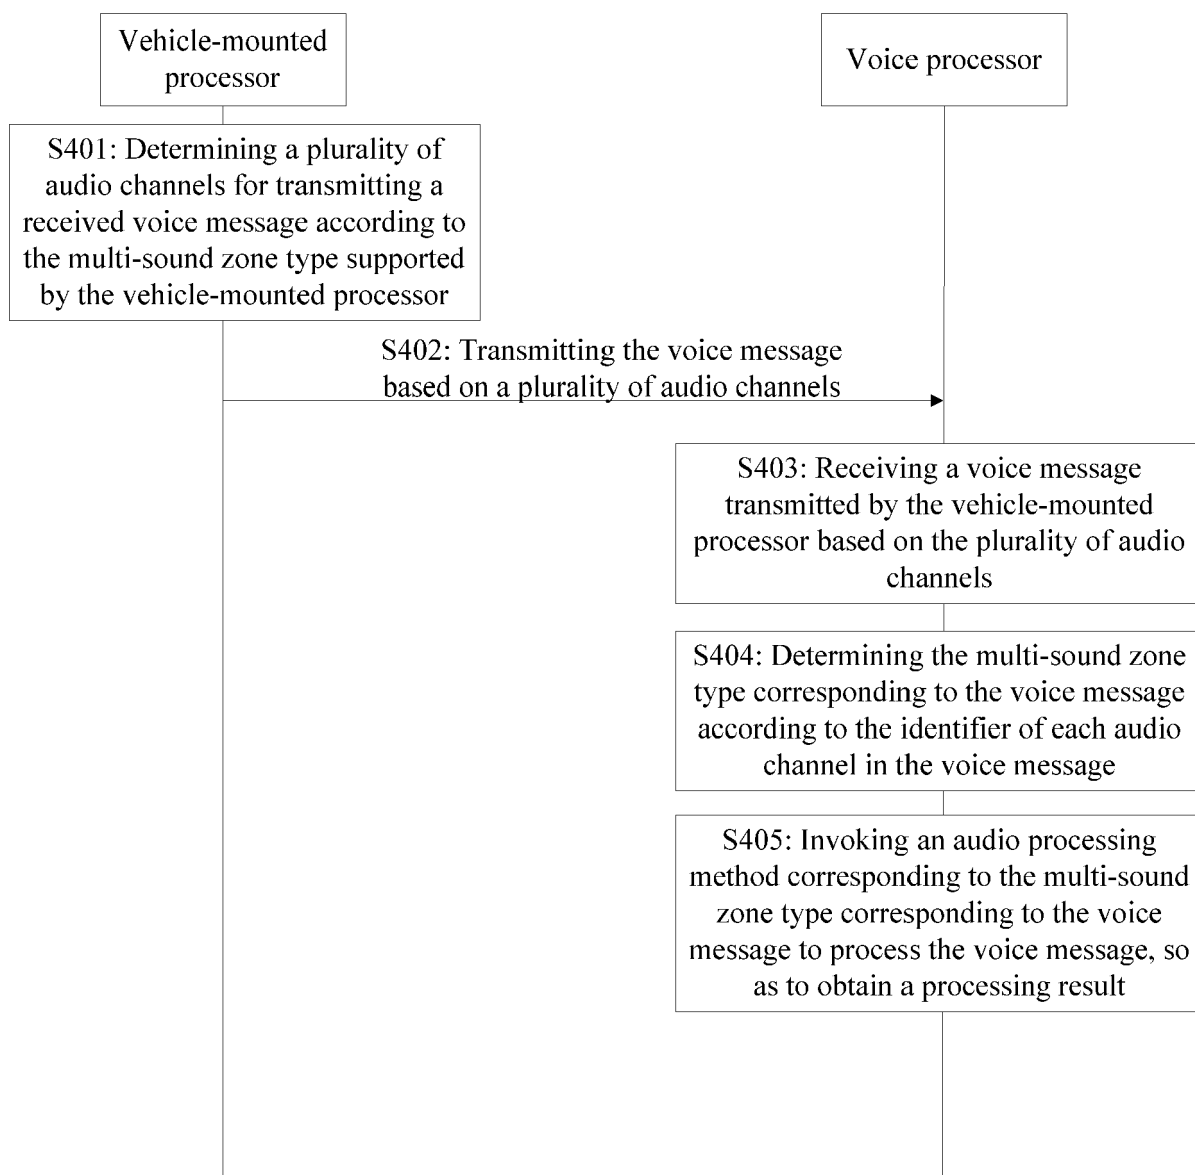 Vehicle-mounted
processor
Voice processor
S401: Determining a plurality of
audio channels for transmitting a
received voice message according to
the multi-sound zone type supported
by the vehicle-mounted processor
S402: Transmitting the voice message
based on a plurality of audio channels
S403: Receiving a voice message
transmitted by the vehicle-mounted
processor based on the plurality of audio
channels
S404: Determining the multi-sound zone
type corresponding to the voice message
according to the identifier of each audio
channel in the voice message
S405: Invoking an audio processing
method corresponding to the multi-sound
zone type corresponding to the voice
message to process the voice message, so
as to obtain a processing result